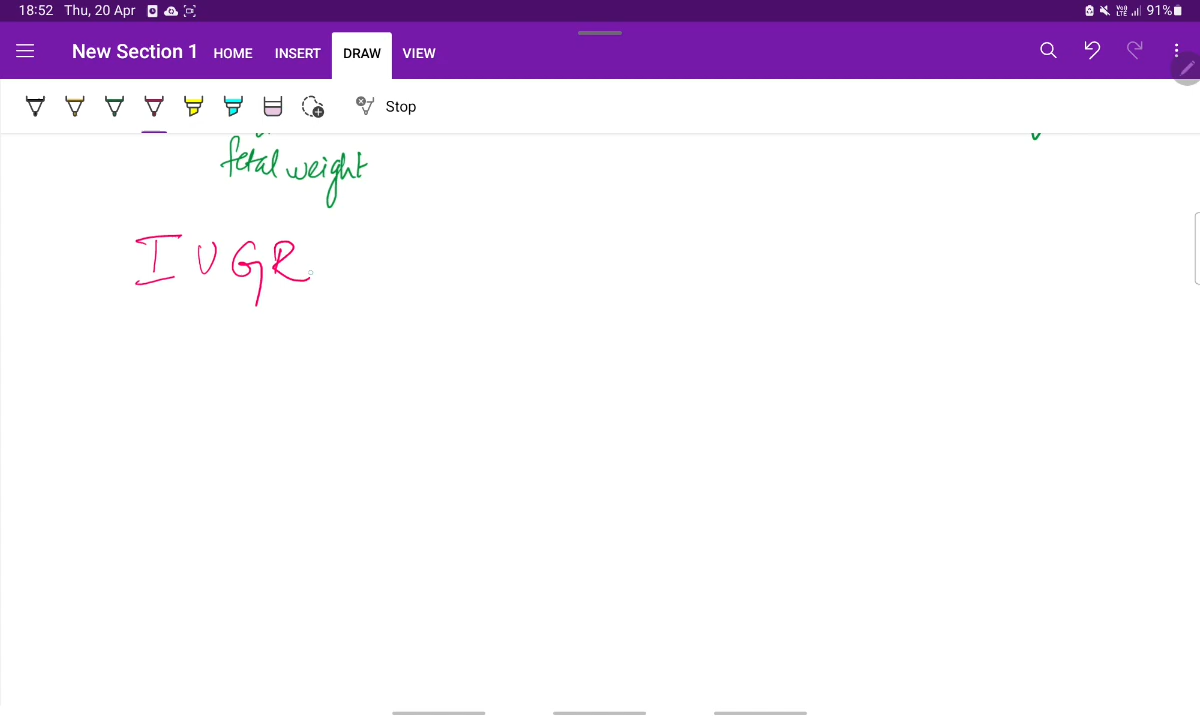 18:52 Thu, 20 Apr 91%
New Section 1 HOME INSERT DRAW VIEW
Stop
fetal weight
IUGR